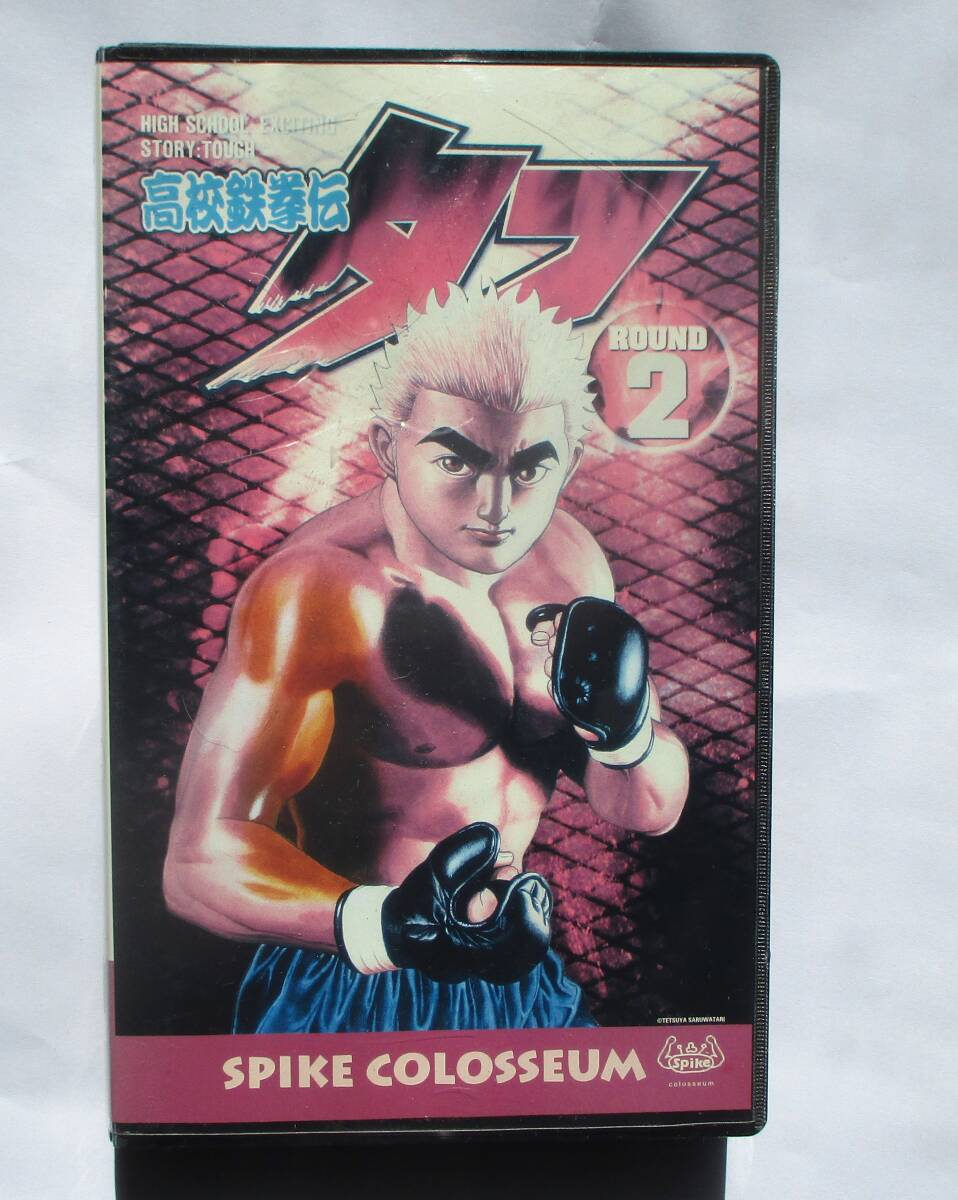 HIGH SCHOOL EXCITING
STORY:TOUGH
高校鉄拳伝
タフ
ROUND
2
©TETSUYA SARUWATARI
SPIKE COLOSSEUM
Spike
colosseum